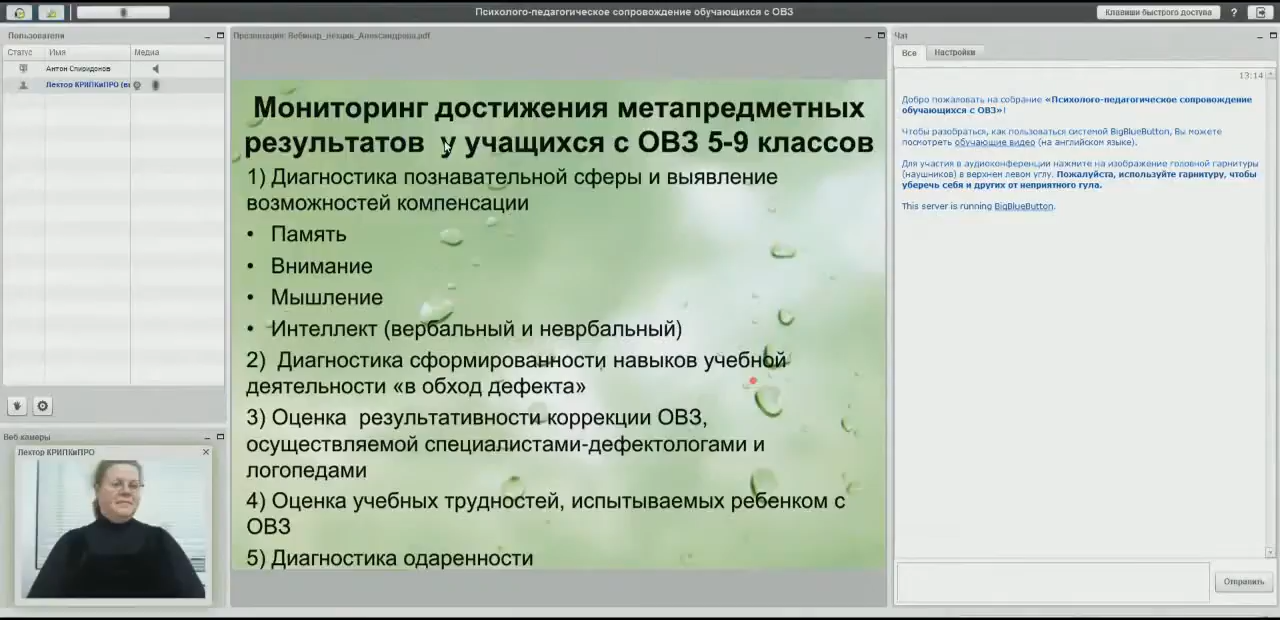 Психолого-педагогическое сопровождение обучающихся с ОВЗ
Клавиши быстрого доступа
?
Пользователи
Статус Имя Медиа
Антон Спиридонов
Лектор КРИПКиПРО (вы
Веб камеры
Лектор КРИПКиПРО
Презентация: Вебинар_лекция_Александрова.pdf
Мониторинг достижения метапредметных
результатов у учащихся с ОВЗ 5-9 классов
1) Диагностика познавательной сферы и выявление
возможностей компенсации
• Память
• Внимание
• Мышление
• Интеллект (вербальный и неврбальный)
2) Диагностика сформированности навыков учебной
деятельности «в обход дефекта»
3) Оценка результативности коррекции ОВЗ,
осуществляемой специалистами-дефектологами и
логопедами
4) Оценка учебных трудностей, испытываемых ребенком с
ОВЗ
5) Диагностика одаренности
Чат
Все Настройки
13:14
Добро пожаловать на собрание «Психолого-педагогическое сопровождение
обучающихся с ОВЗ»!
Чтобы разобраться, как пользоваться системой BigBlueButton, Вы можете
посмотреть обучающие видео (на английском языке).
Для участия в аудиоконференции нажмите на изображение головной гарнитуры
(наушников) в верхнем левом углу. Пожалуйста, используйте гарнитуру, чтобы
уберечь себя и других от неприятного гула.
This server is running BigBlueButton.
Отправить